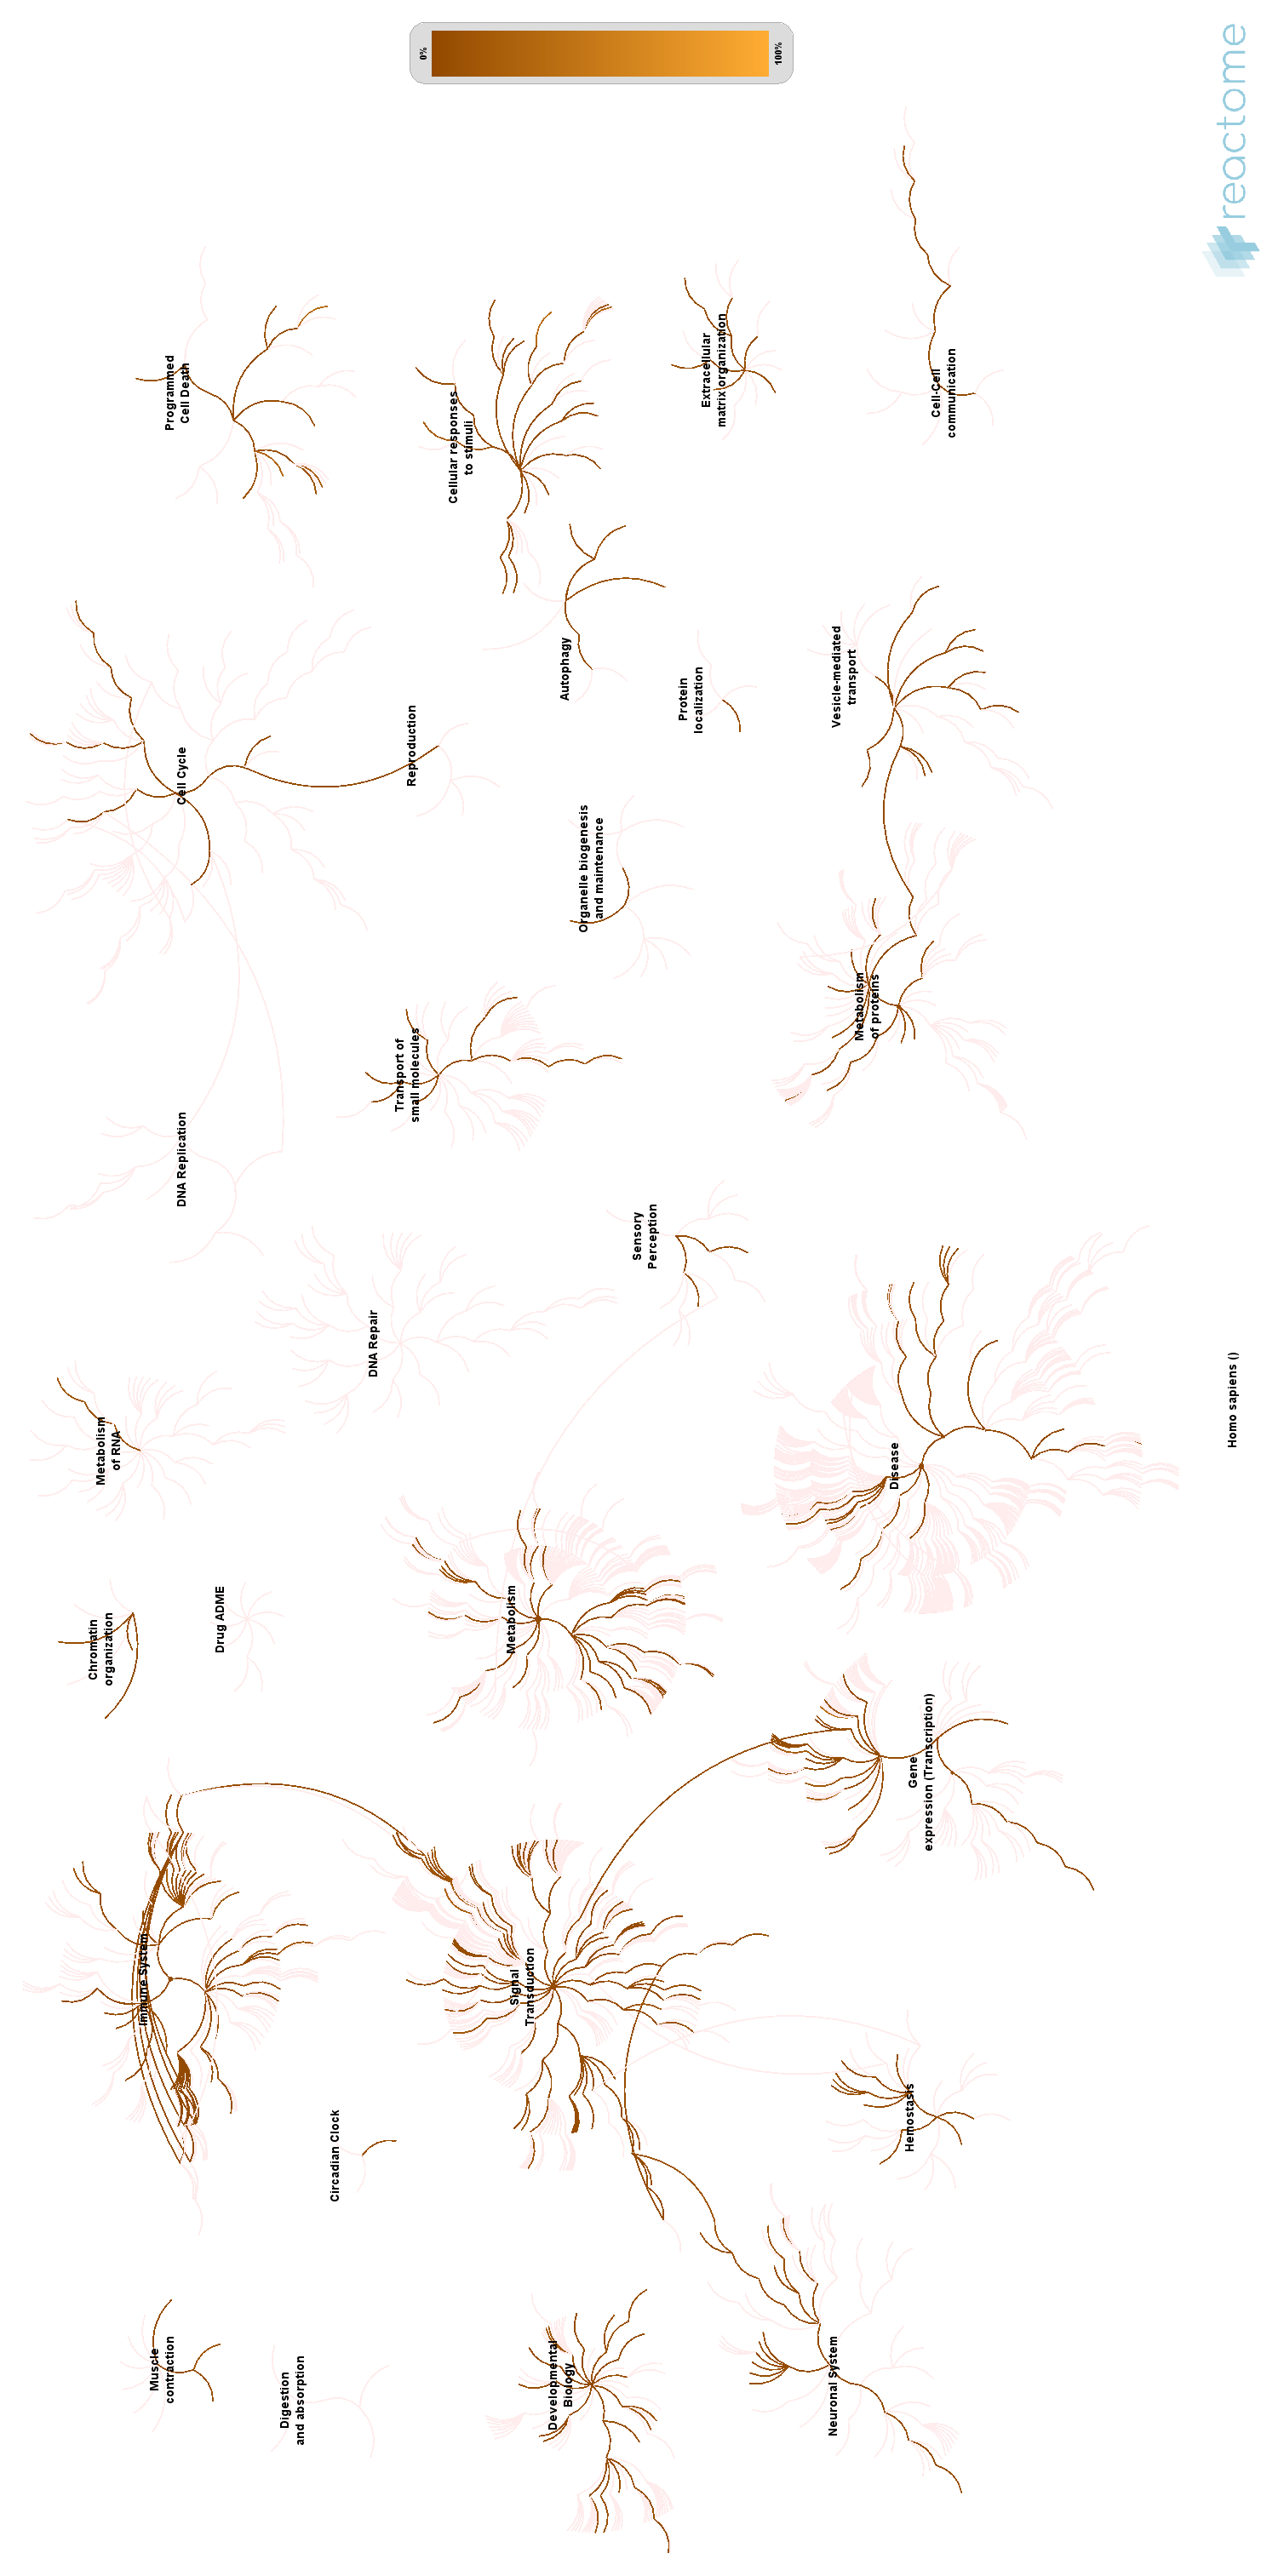 0%
100%
reactome
Programmed
Cell Death
Cellular responses
to stimuli
Extracellular
matrix organization
Cell-Cell
communication
Cell Cycle
Reproduction
Autophagy
Protein
localization
Vesicle-mediated
transport
Organelle biogenesis
and maintenance
Metabolism
of proteins
Transport of
small molecules
DNA Replication
Sensory
Perception
DNA Repair
Metabolism
of RNA
Disease
Homo sapiens ()
Chromatin
organization
Drug ADME
Metabolism
Gene
expression (Transcription)
Immune System
Signal
Transduction
Hemostasis
Circadian Clock
Muscle
contraction
Digestion
and absorption
Developmental
Biology
Neuronal System